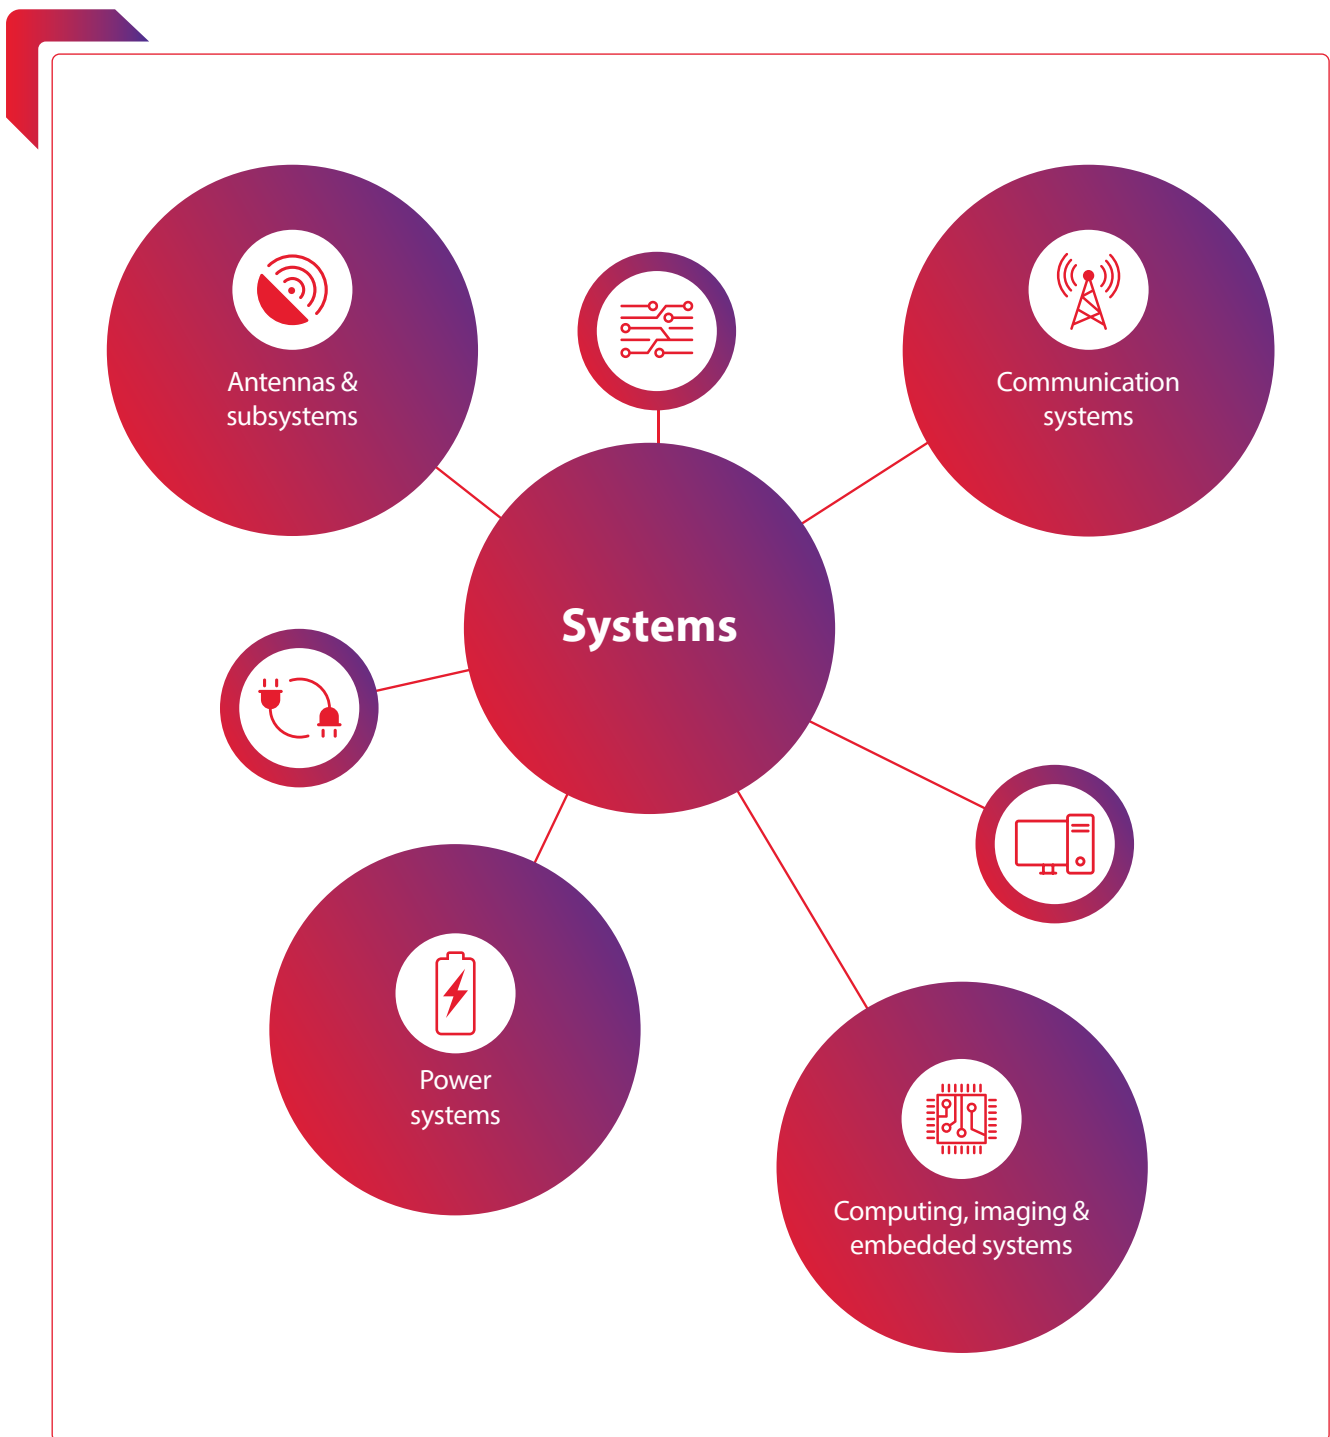 Antennas &
subsystems
Communication
systems
Systems
Power
systems
Computing, imaging &
embedded systems